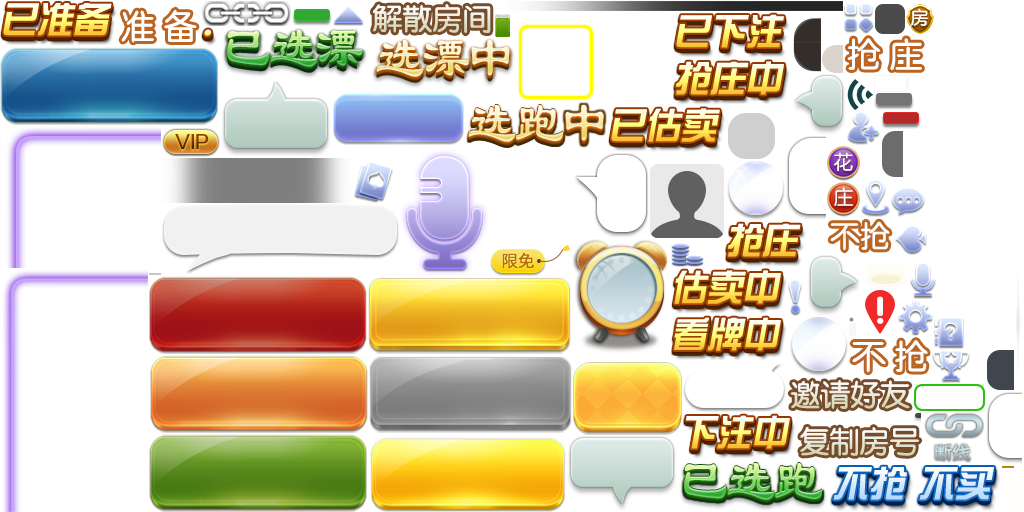 已准备
准备
已选漂
解散房间
选漂中
已下注
房
抢庄
抢庄中
选跑中
已估卖
VIP
花
庄
不抢
抢庄
限免
估卖中
看牌中
不抢
邀请好友
下注中
复制房号
断线
已选跑
不抢
不买